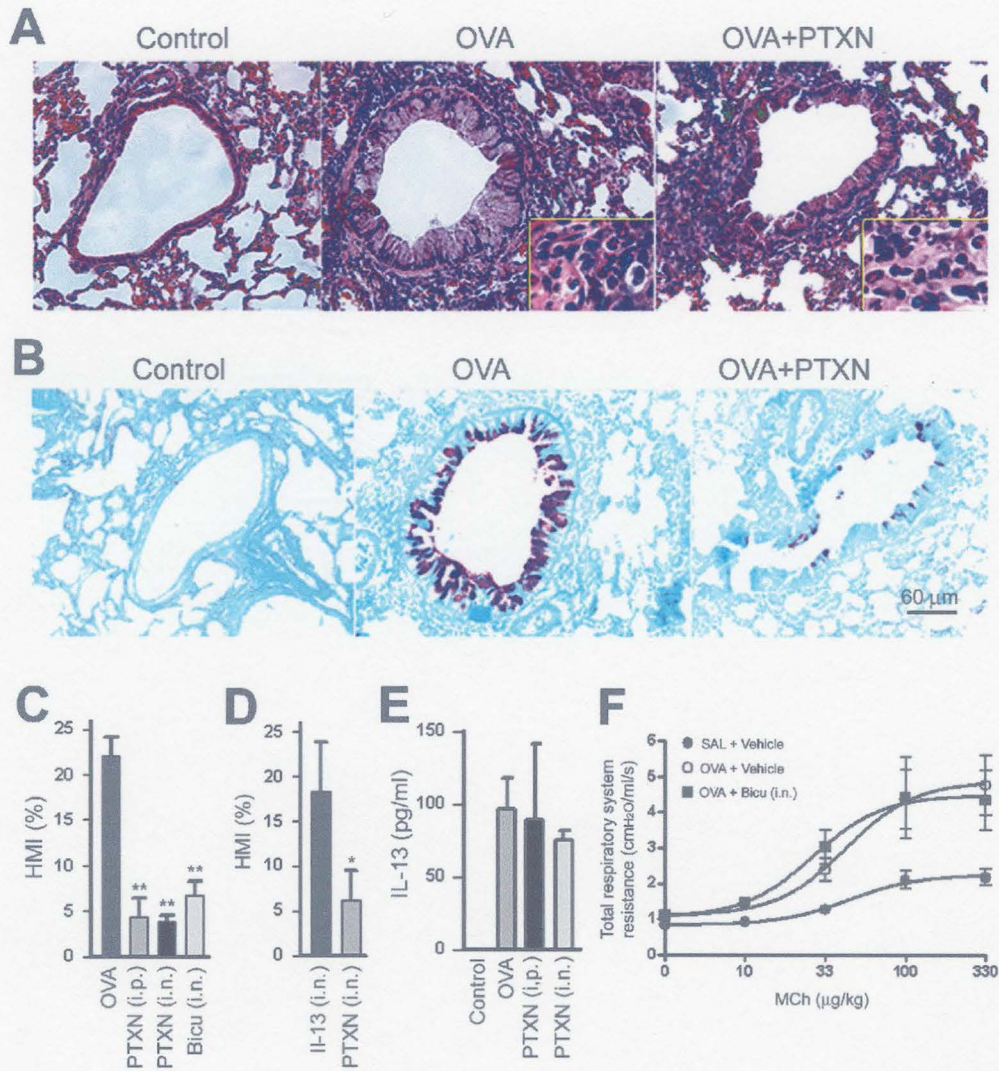 A
Control OVA OVA+PTXN
B
Control OVA OVA+PTXN
60 μm
C
HMI (%)
25
20
15
10
5
0
** ** **
OVA
PTXN (i.p.)
PTXN (i.n.)
Bicu (i.n.)
D
HMI (%)
25
20
15
10
5
0
*
Il-13 (i.n.)
PTXN (i.n.)
E
IL-13 (pg/ml)
150
100
50
0
Control
OVA
PTXN (i,p.)
PTXN (i.n.)
F
SAL + Vehicle
OVA + Vehicle
OVA + Bicu (i.n.)
Total respiratory system
resistance (cmH₂O/ml/s)
6
5
4
3
2
1
0
0 10 33 100 330
MCh (μg/kg)